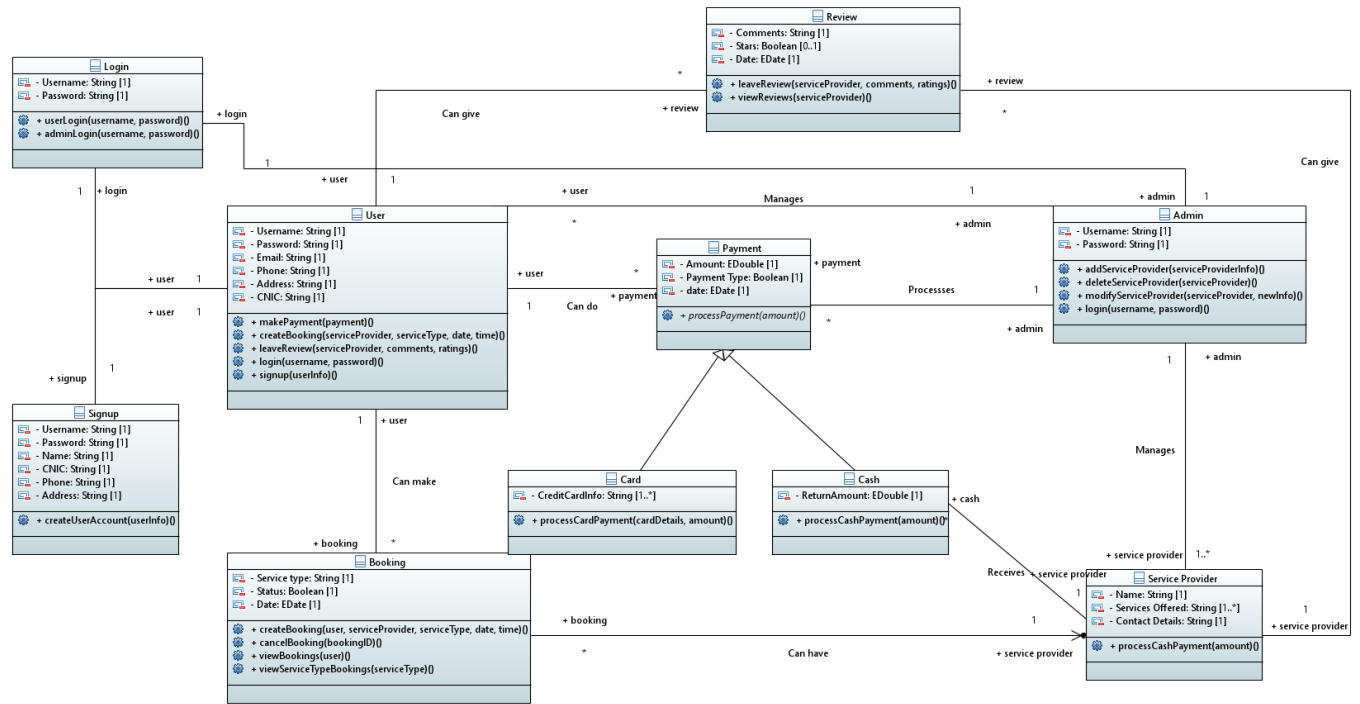 Review
- Comments: String [1]
- Stars: Boolean [0..1]
- Date: EDate [1]
+ leaveReview(serviceProvider, comments, ratings)()
+ viewReviews(serviceProvider)()
Login
- Username: String [1]
- Password: String [1]
+ userLogin(username, password)()
+ adminLogin(username, password)()
*
+ review
Can give
+ review
*
Can give
+ login
1
1
+ login
+ user
1
+ user
*
Manages
1
+ admin
+ admin
1
User
- Username: String [1]
- Password: String [1]
- Email: String [1]
- Phone: String [1]
- Address: String [1]
- CNIC: String [1]
+ makePayment(payment)()
+ createBooking(serviceProvider, serviceType, date, time)()
+ leaveReview(serviceProvider, comments, ratings)()
+ login(username, password)()
+ signup(userInfo)()
Admin
- Username: String [1]
- Password: String [1]
+ addServiceProvider(serviceProviderInfo)()
+ deleteServiceProvider(serviceProvider)()
+ modifyServiceProvider(serviceProvider, newInfo)()
+ login(username, password)()
Payment
- Amount: EDouble [1]
- Payment Type: Boolean [1]
- date: EDate [1]
+ processPayment(amount)()
+ user
1
+ user
1
+ user
1
Can do
*
+ payment
+ payment
*
Processses
1
+ admin
+ signup
1
Signup
- Username: String [1]
- Password: String [1]
- Name: String [1]
- CNIC: String [1]
- Phone: String [1]
- Address: String [1]
+ createUserAccount(userInfo)()
1
+ user
Can make
+ booking
*
1
+ admin
Manages
+ service provider
1..*
Card
- CreditCardInfo: String [1..*]
+ processCardPayment(cardDetails, amount)()
Cash
- ReturnAmount: EDouble [1]
+ processCashPayment(amount)()
*
+ cash
Receives
+ service provider
1
Booking
- Service type: String [1]
- Status: Boolean [1]
- Date: EDate [1]
+ createBooking(user, serviceProvider, serviceType, date, time)()
+ cancelBooking(bookingID)()
+ viewBookings(user)()
+ viewServiceTypeBookings(serviceType)()
+ booking
*
Can have
1
+ service provider
Service Provider
- Name: String [1]
- Services Offered: String [1..*]
- Contact Details: String [1]
+ processCashPayment(amount)()
1
+ service provider